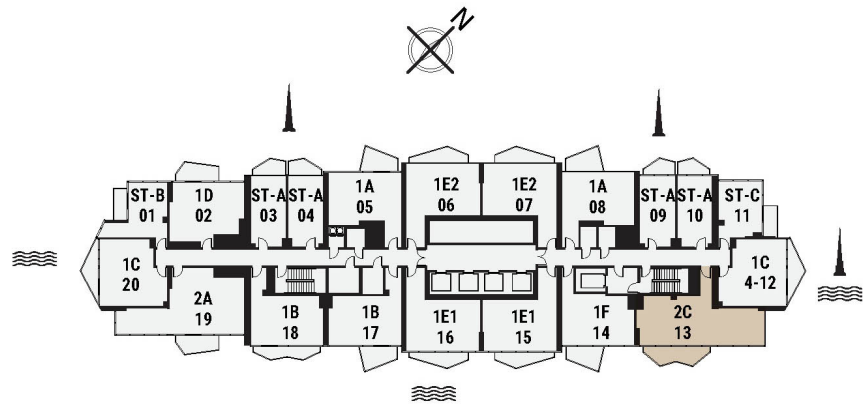 N
ST-B
01
1D
02
ST-A
03
ST-A
04
1A
05
1E2
06
1E2
07
1A
08
ST-A
09
ST-A
10
ST-C
11
1C
20
1C
4-12
2A
19
1B
18
1B
17
1E1
16
1E1
15
1F
14
2C
13